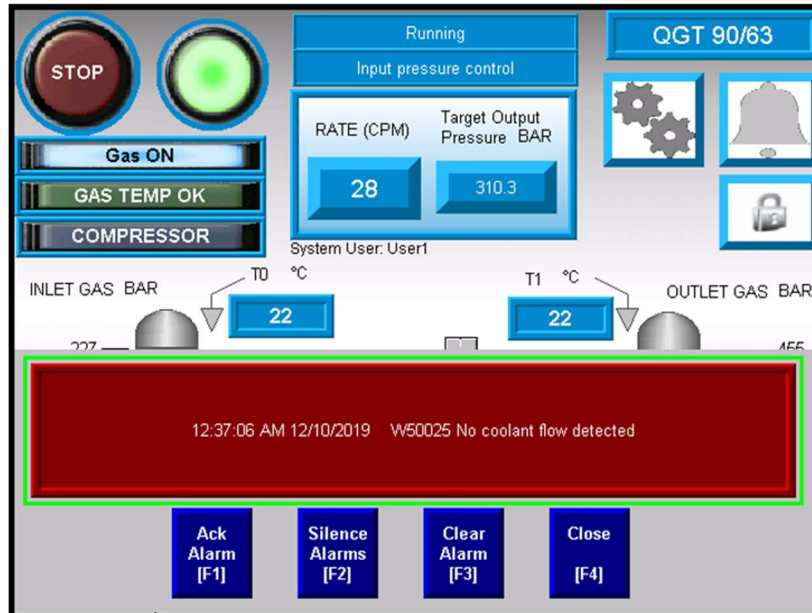 STOP
Running
Input pressure control
QGT 90/63
RATE (CPM)
28
Target Output
Pressure BAR
310.3
Gas ON
GAS TEMP OK
COMPRESSOR
System User: User1
INLET GAS BAR
T0 °C
22
T1 °C
22
OUTLET GAS BAR
227
455
12:37:06 AM 12/10/2019 W50025 No coolant flow detected
Ack
Alarm
[F1]
Silence
Alarms
[F2]
Clear
Alarm
[F3]
Close
[F4]